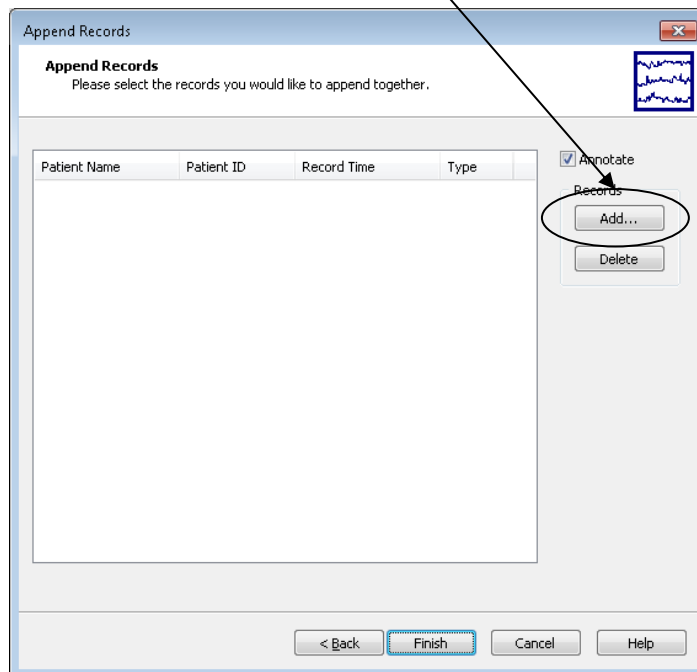 Append Records
Append Records
Please select the records you would like to append together.
Patient Name Patient ID Record Time Type
Annotate
Records
Add...
Delete
< Back Finish Cancel Help